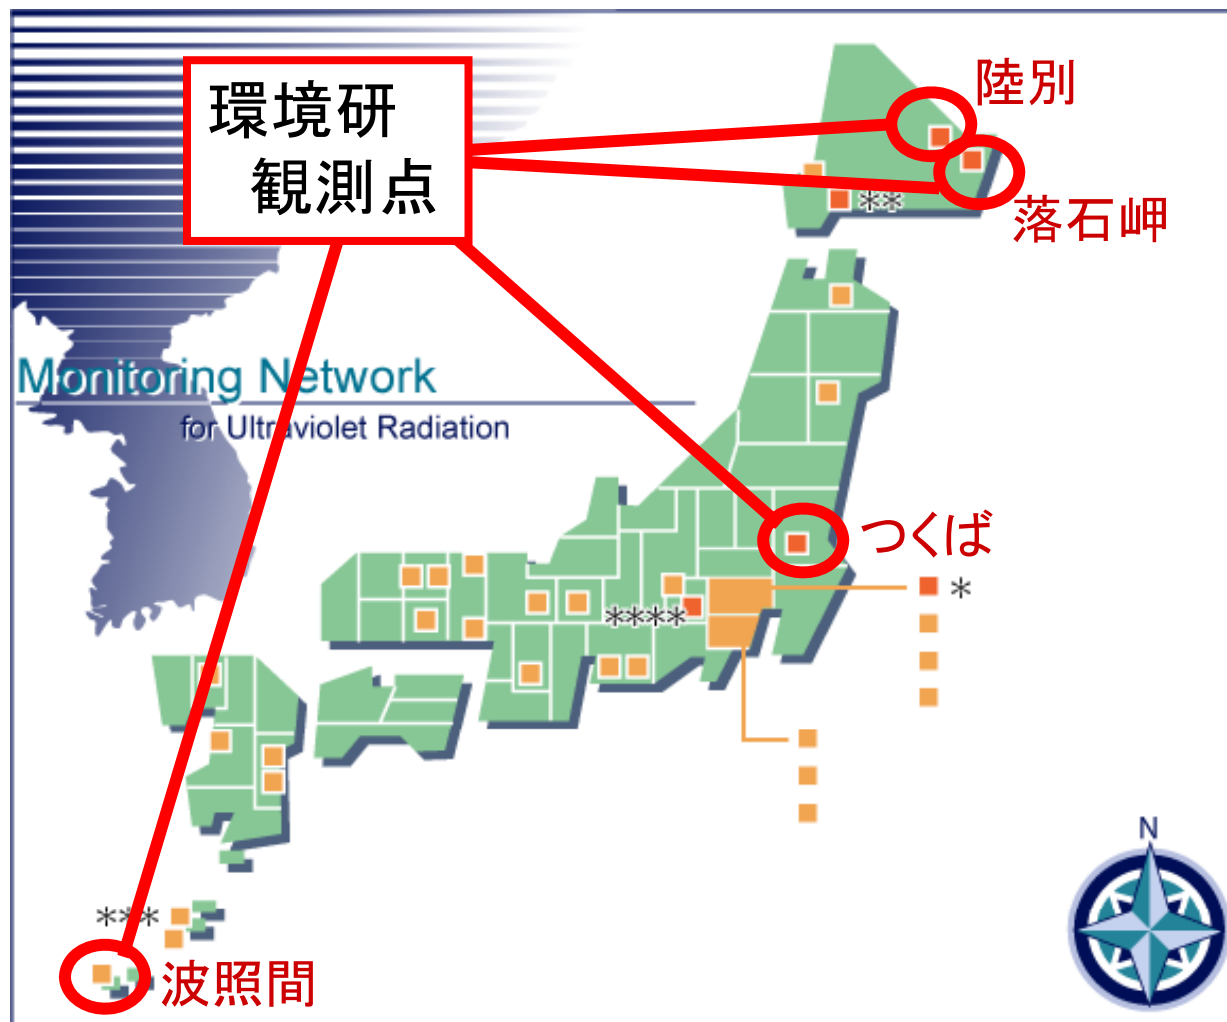 環境研
観測点
陸別
落石岬
**
Monitoring Network
for Ultraviolet Radiation
つくば
*
****
N
***
波照間